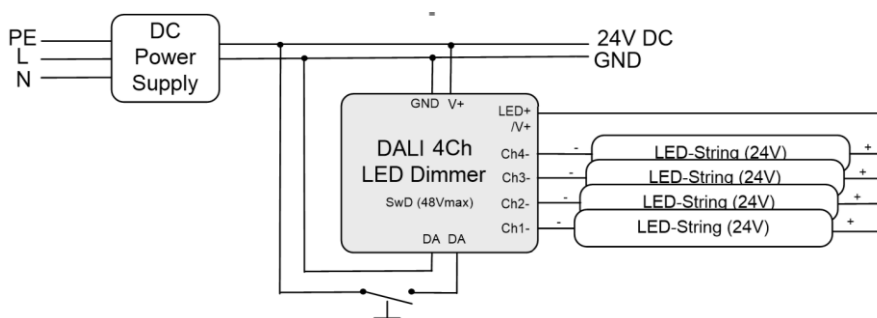 PE
L
N
DC
Power
Supply
=
24V DC
GND
GND V+
LED+
/V+
DALI 4Ch
LED Dimmer
SwD (48Vmax)
Ch4-
Ch3-
Ch2-
Ch1-
DA DA
- LED-String (24V) +
- LED-String (24V) +
- LED-String (24V) +
- LED-String (24V) +